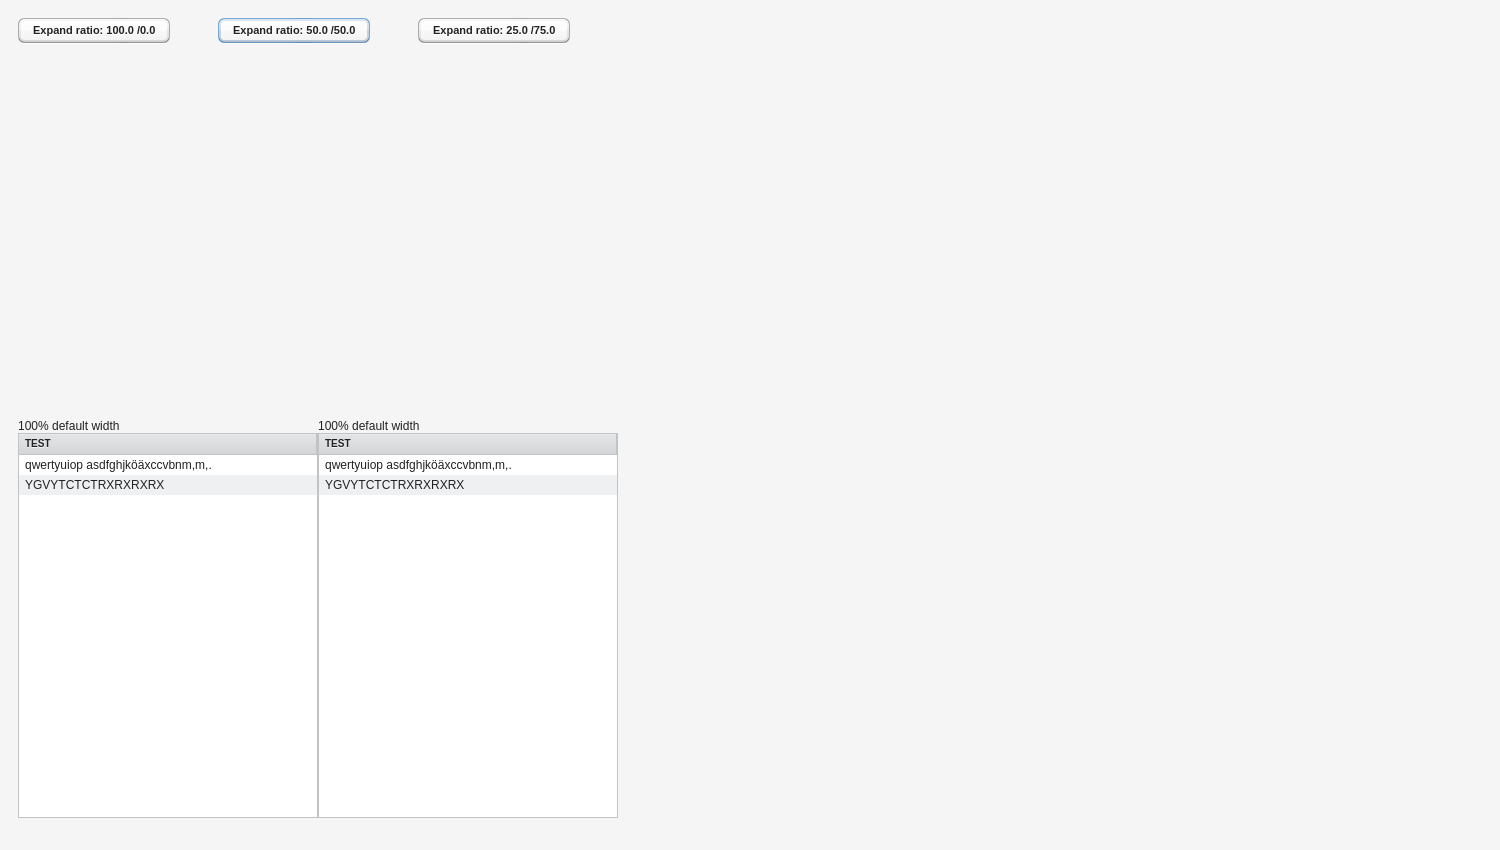 Expand ratio: 100.0 /0.0
Expand ratio: 50.0 /50.0
Expand ratio: 25.0 /75.0
100% default width
100% default width
TEST
TEST
qwertyuiop asdfghjköäxccvbnm,m,.
qwertyuiop asdfghjköäxccvbnm,m,.
YGVYTCTCTRXRXRXRX
YGVYTCTCTRXRXRXRX